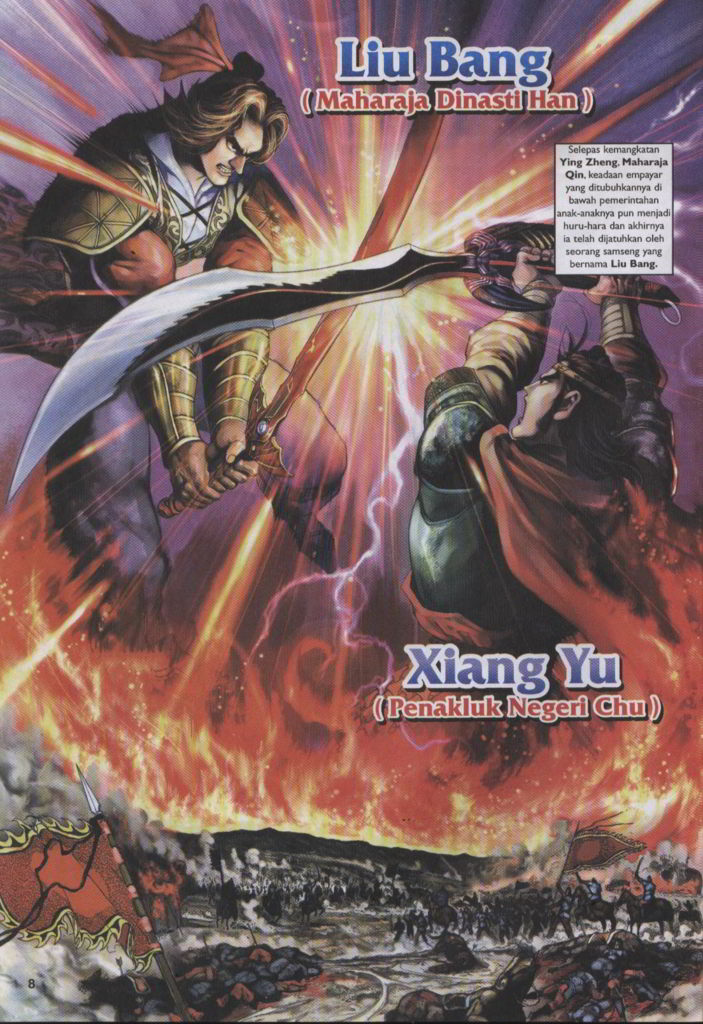 Liu Bang
( Maharaja Dinasti Han )
Selepas kemangkatan
Ying Zheng, Maharaja
Qin, keadaan empayar
yang ditubuhkannya di
bawah pemerintahan
anak-anaknya pun menjadi
huru-hara dan akhirnya
ia telah dijatuhkan oleh
seorang samseng yang
bernama Liu Bang.
Xiang Yu
( Penakluk Negeri Chu )
8